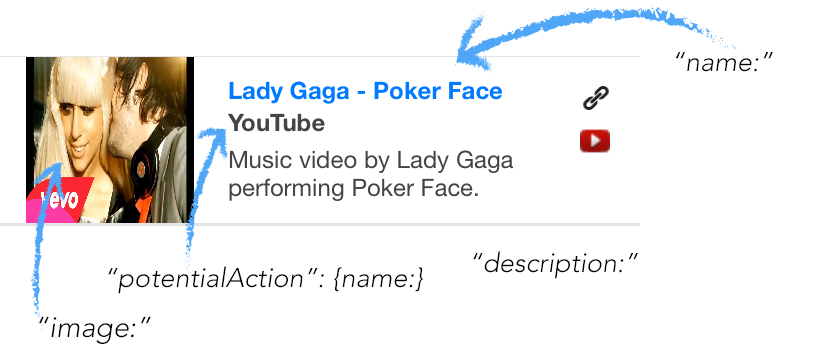 “name:”
Lady Gaga - Poker Face
YouTube
Music video by Lady Gaga
performing Poker Face.
vevo
“description:”
“potentialAction”: {name:}
“image:”